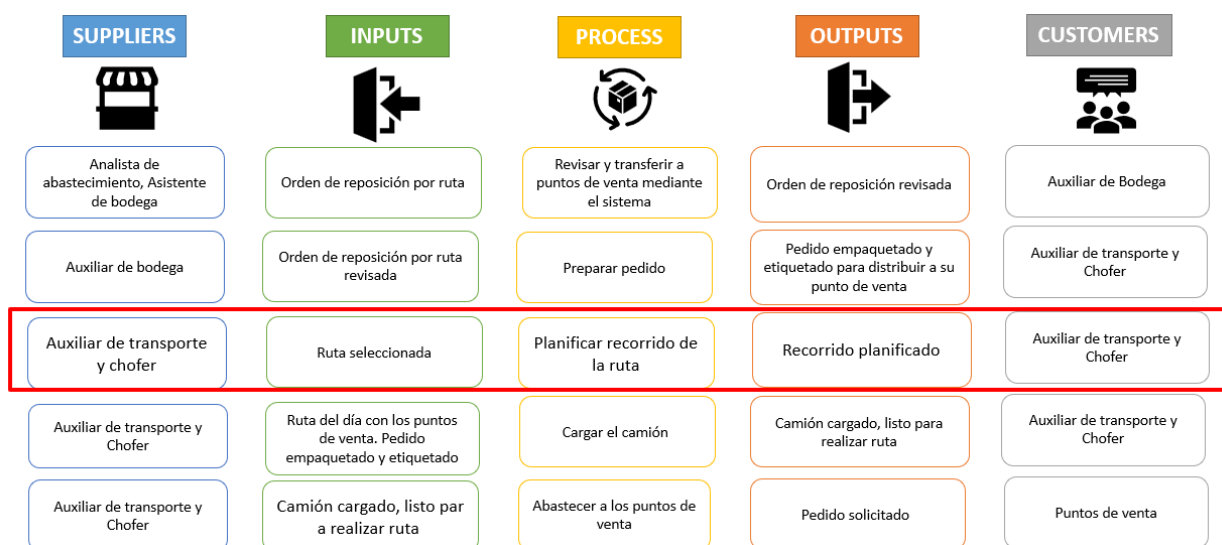 SUPPLIERS
INPUTS
PROCESS
OUTPUTS
CUSTOMERS
Analista de
abastecimiento, Asistente
de bodega
Orden de reposición por ruta
Revisar y transferir a
puntos de venta mediante
el sistema
Orden de reposición revisada
Auxiliar de Bodega
Auxiliar de bodega
Orden de reposición por ruta
revisada
Preparar pedido
Pedido empaquetado y
etiquetado para distribuir a su
punto de venta
Auxiliar de transporte y
Chofer
Auxiliar de transporte
y chofer
Ruta seleccionada
Planificar recorrido de
la ruta
Recorrido planificado
Auxiliar de transporte y
Chofer
Auxiliar de transporte y
Chofer
Ruta del día con los puntos
de venta. Pedido
empaquetado y etiquetado
Cargar el camión
Camión cargado, listo para
realizar ruta
Auxiliar de transporte y
Chofer
Auxiliar de transporte y
Chofer
Camión cargado, listo par
a realizar ruta
Abastecer a los puntos de
venta
Pedido solicitado
Puntos de venta